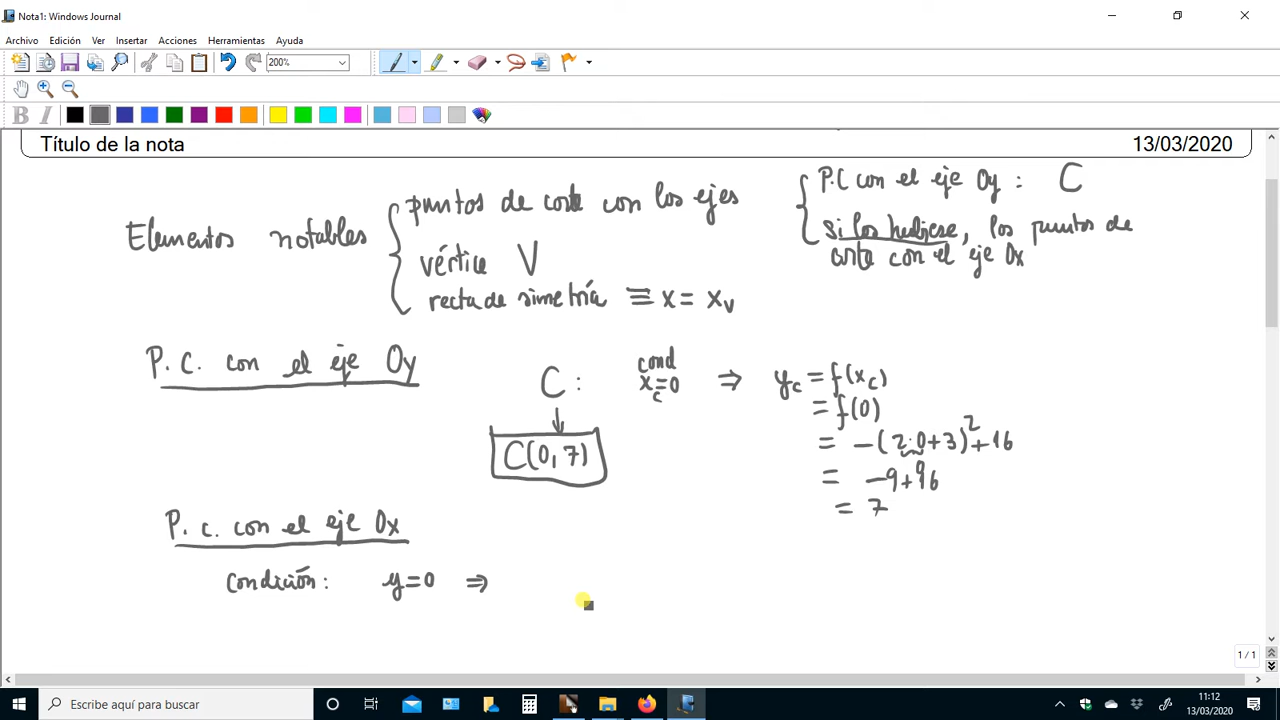 Nota1: Windows Journal
Archivo Edición Ver Insertar Acciones Herramientas Ayuda
200%
B I
Título de la nota 13/03/2020
Elementos notables
puntos de corte con los ejes
vértice V
recta de simetría ≡ x = xv
P.C con el eje Oy : C
si los hubiese, los puntos de
corte con el eje Ox
P. C. con el eje Oy
C : cond xc=0 ⇒ yc = f(xc)
= f(0)
= -(2·0+3)²+16
C(0, 7)
= -9+96
= 7
P. c. con el eje Ox
Condición: y=0 ⇒
1 / 1
Escribe aquí para buscar
11:12
13/03/2020